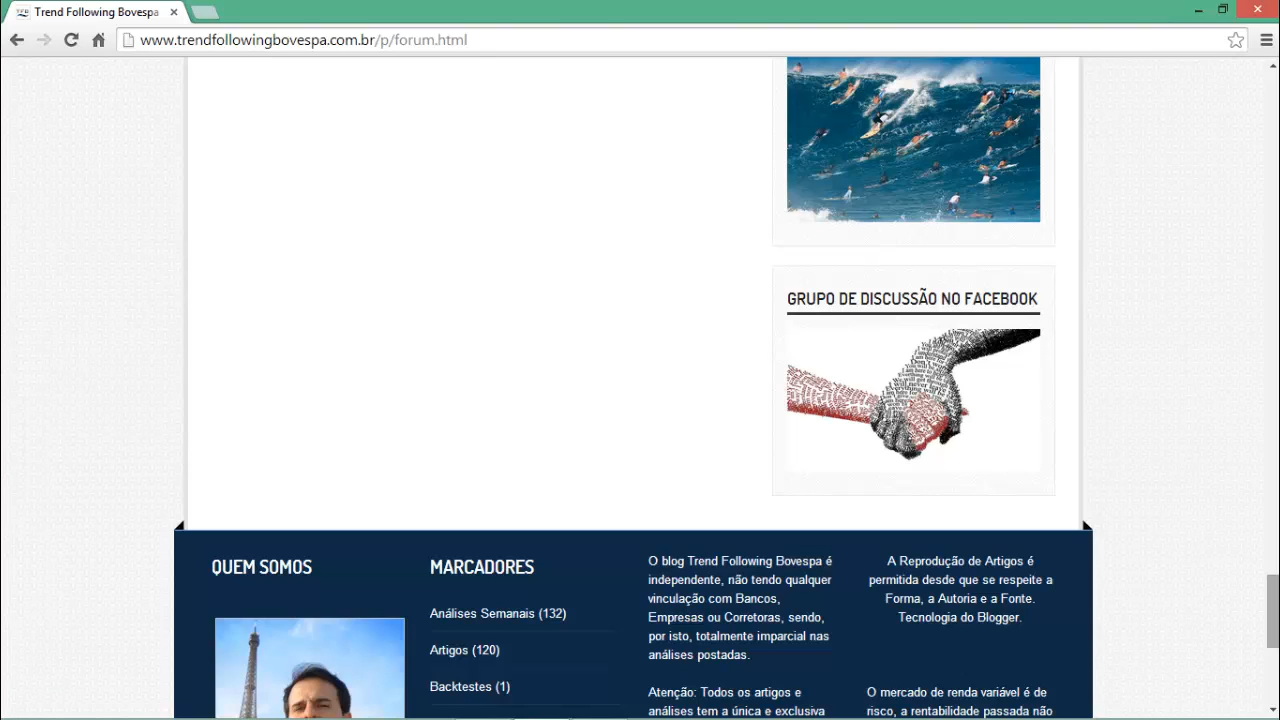 Trend Following Bovespa
www.trendfollowingbovespa.com.br/p/forum.html
GRUPO DE DISCUSSÃO NO FACEBOOK
QUEM SOMOS
MARCADORES
Análises Semanais (132)
Artigos (120)
Backtestes (1)
O blog Trend Following Bovespa é
independente, não tendo qualquer
vinculação com Bancos,
Empresas ou Corretoras, sendo,
por isto, totalmente imparcial nas
análises postadas.
Atenção: Todos os artigos e
análises tem a única e exclusiva
A Reprodução de Artigos é
permitida desde que se respeite a
Forma, a Autoria e a Fonte.
Tecnologia do Blogger.
O mercado de renda variável é de
risco, a rentabilidade passada não